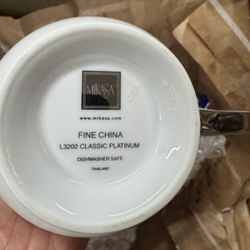 MIKASA
www.mikasa.com
FINE CHINA
L3202 CLASSIC PLATINUM
DISHWASHER SAFE
THAILAND